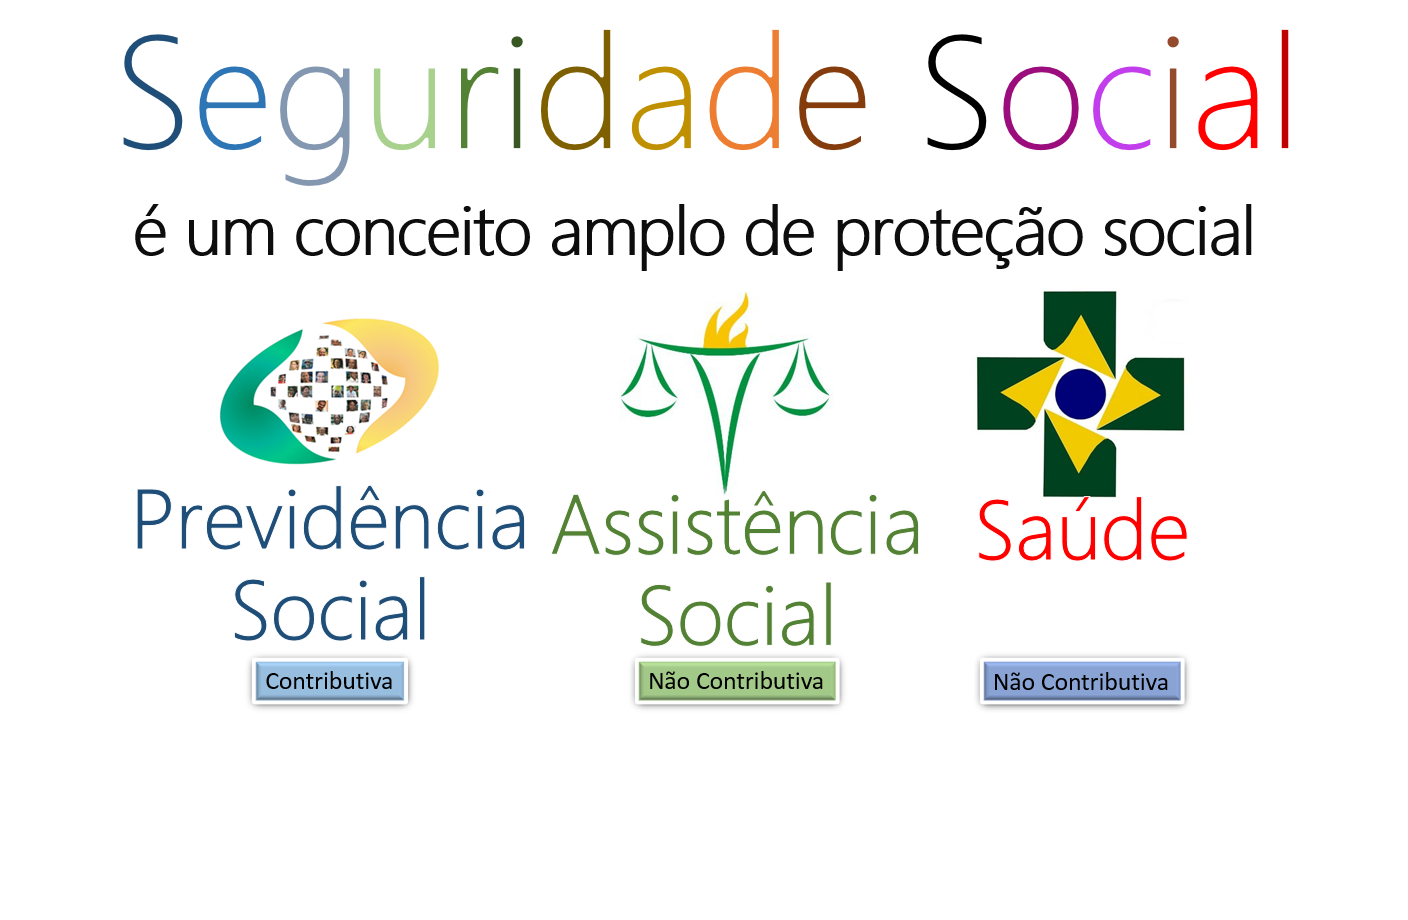 Seguridade Social
é um conceito amplo de proteção social
Previdência
Social
Contributiva
Assistência
Social
Não Contributiva
Saúde
Não Contributiva